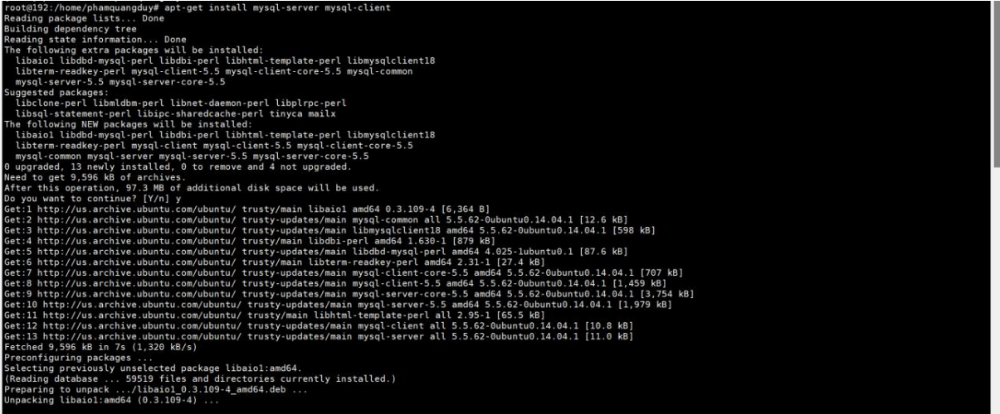 root@192:/home/phamquangduy# apt-get install mysql-server mysql-client
Reading package lists... Done
Building dependency tree
Reading state information... Done
The following extra packages will be installed:
  libaio1 libdbd-mysql-perl libdbi-perl libhtml-template-perl libmysqlclient18
  libterm-readkey-perl mysql-client-5.5 mysql-client-core-5.5 mysql-common
  mysql-server-5.5 mysql-server-core-5.5
Suggested packages:
  libclone-perl libmldbm-perl libnet-daemon-perl libplrpc-perl
  libsql-statement-perl libipc-sharedcache-perl tinyca mailx
The following NEW packages will be installed:
  libaio1 libdbd-mysql-perl libdbi-perl libhtml-template-perl libmysqlclient18
  libterm-readkey-perl mysql-client mysql-client-5.5 mysql-client-core-5.5
  mysql-common mysql-server mysql-server-5.5 mysql-server-core-5.5
0 upgraded, 13 newly installed, 0 to remove and 4 not upgraded.
Need to get 9,596 kB of archives.
After this operation, 97.3 MB of additional disk space will be used.
Do you want to continue? [Y/n] y
Get:1 http://us.archive.ubuntu.com/ubuntu/ trusty/main libaio1 amd64 0.3.109-4 [6,364 B]
Get:2 http://us.archive.ubuntu.com/ubuntu/ trusty-updates/main mysql-common all 5.5.62-0ubuntu0.14.04.1 [12.6 kB]
Get:3 http://us.archive.ubuntu.com/ubuntu/ trusty-updates/main libmysqlclient18 amd64 5.5.62-0ubuntu0.14.04.1 [598 kB]
Get:4 http://us.archive.ubuntu.com/ubuntu/ trusty/main libdbi-perl amd64 1.630-1 [879 kB]
Get:5 http://us.archive.ubuntu.com/ubuntu/ trusty-updates/main libdbd-mysql-perl amd64 4.025-1ubuntu0.1 [87.6 kB]
Get:6 http://us.archive.ubuntu.com/ubuntu/ trusty/main libterm-readkey-perl amd64 2.31-1 [27.4 kB]
Get:7 http://us.archive.ubuntu.com/ubuntu/ trusty-updates/main mysql-client-core-5.5 amd64 5.5.62-0ubuntu0.14.04.1 [707 kB]
Get:8 http://us.archive.ubuntu.com/ubuntu/ trusty-updates/main mysql-client-5.5 amd64 5.5.62-0ubuntu0.14.04.1 [1,459 kB]
Get:9 http://us.archive.ubuntu.com/ubuntu/ trusty-updates/main mysql-server-core-5.5 amd64 5.5.62-0ubuntu0.14.04.1 [3,754 kB]
Get:10 http://us.archive.ubuntu.com/ubuntu/ trusty-updates/main mysql-server-5.5 amd64 5.5.62-0ubuntu0.14.04.1 [1,979 kB]
Get:11 http://us.archive.ubuntu.com/ubuntu/ trusty/main libhtml-template-perl all 2.95-1 [65.5 kB]
Get:12 http://us.archive.ubuntu.com/ubuntu/ trusty-updates/main mysql-client all 5.5.62-0ubuntu0.14.04.1 [10.8 kB]
Get:13 http://us.archive.ubuntu.com/ubuntu/ trusty-updates/main mysql-server all 5.5.62-0ubuntu0.14.04.1 [11.0 kB]
Fetched 9,596 kB in 7s (1,320 kB/s)
Preconfiguring packages ...
Selecting previously unselected package libaio1:amd64.
(Reading database ... 59519 files and directories currently installed.)
Preparing to unpack .../libaio1_0.3.109-4_amd64.deb ...
Unpacking libaio1:amd64 (0.3.109-4) ...